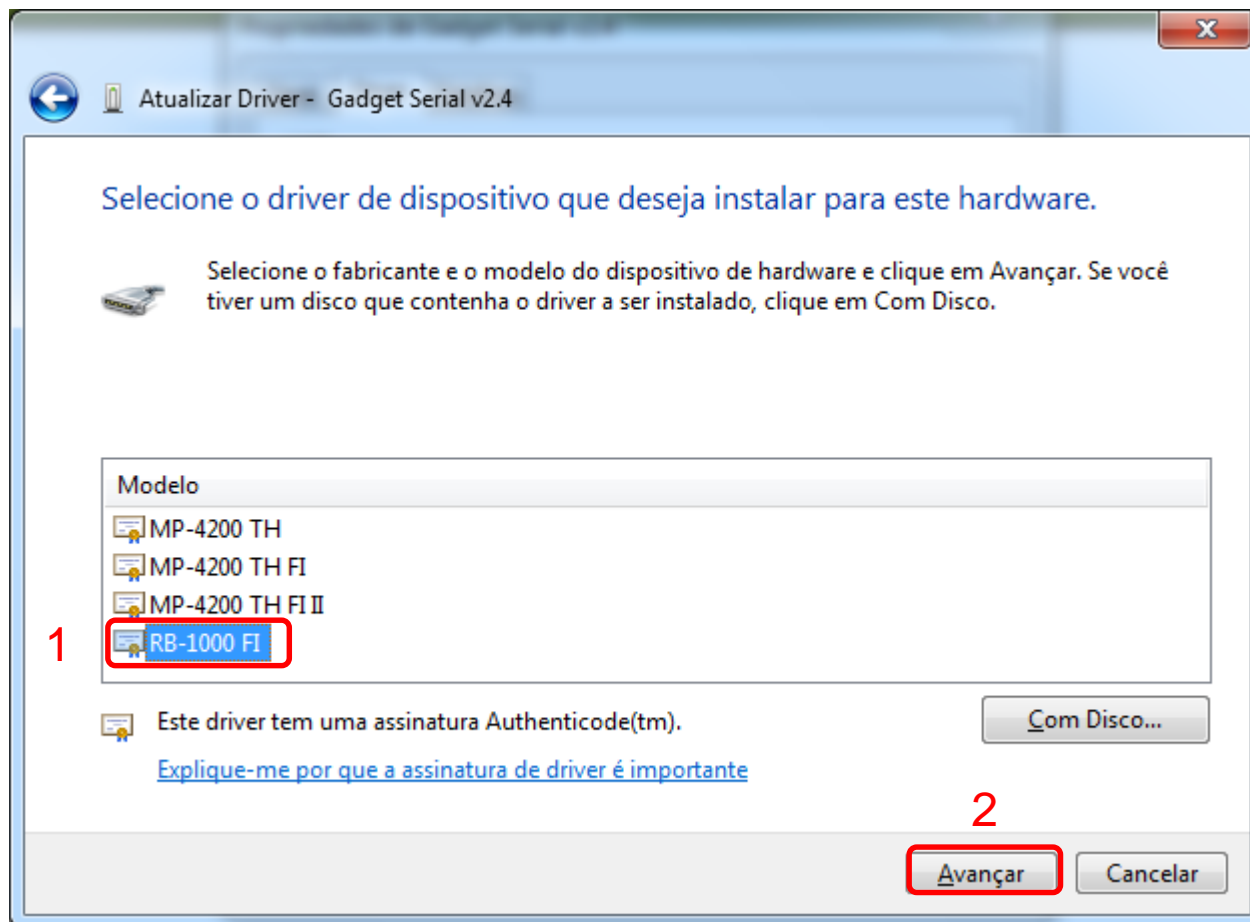 Atualizar Driver - Gadget Serial v2.4
Selecione o driver de dispositivo que deseja instalar para este hardware.
Selecione o fabricante e o modelo do dispositivo de hardware e clique em Avançar. Se você
tiver um disco que contenha o driver a ser instalado, clique em Com Disco.
Modelo
MP-4200 TH
MP-4200 TH FI
MP-4200 TH FI II
1 RB-1000 FI
Este driver tem uma assinatura Authenticode(tm).
Com Disco...
Explique-me por que a assinatura de driver é importante
2
Avançar Cancelar